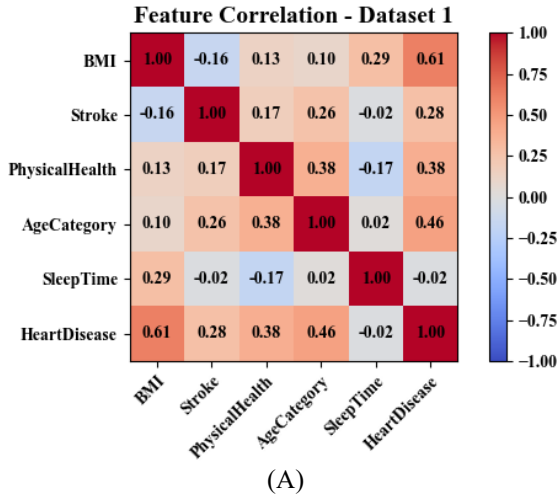 Feature Correlation - Dataset 1
BMI 1.00 -0.16 0.13 0.10 0.29 0.61
Stroke -0.16 1.00 0.17 0.26 -0.02 0.28
PhysicalHealth 0.13 0.17 1.00 0.38 -0.17 0.38
AgeCategory 0.10 0.26 0.38 1.00 0.02 0.46
SleepTime 0.29 -0.02 -0.17 0.02 1.00 -0.02
HeartDisease 0.61 0.28 0.38 0.46 -0.02 1.00
BMI Stroke PhysicalHealth AgeCategory SleepTime HeartDisease
1.00
0.75
0.50
0.25
0.00
−0.25
−0.50
−0.75
−1.00
(A)